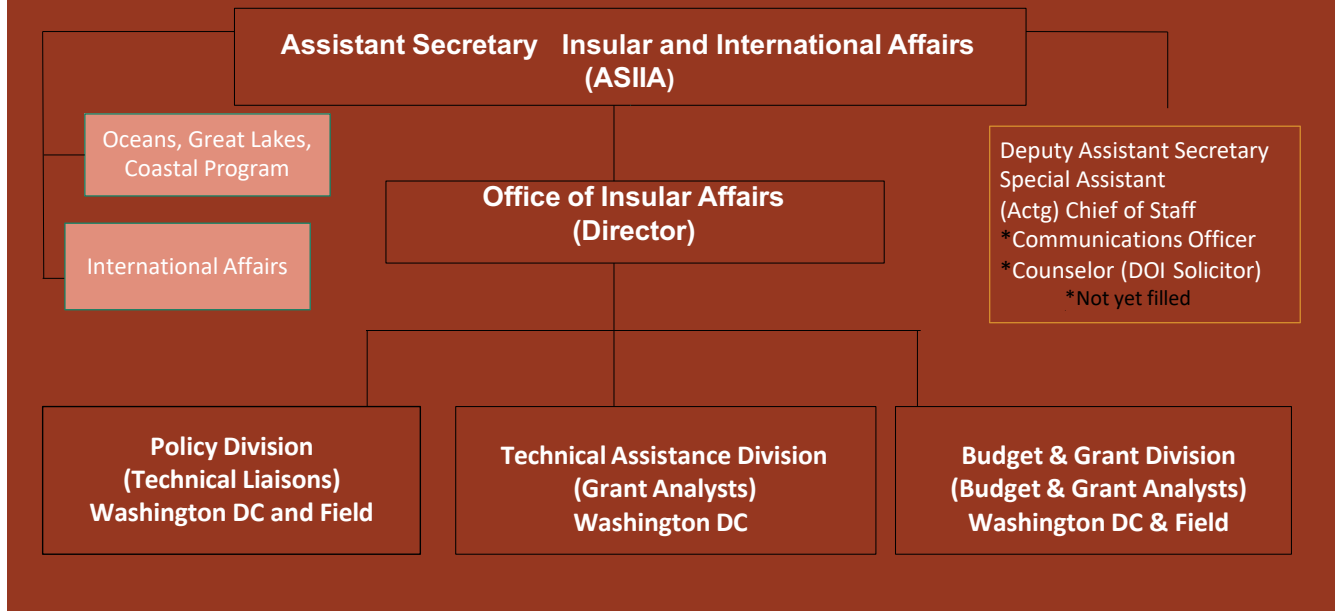 Assistant Secretary Insular and International Affairs
(ASIIA)
Oceans, Great Lakes,
Coastal Program
International Affairs
Office of Insular Affairs
(Director)
Deputy Assistant Secretary
Special Assistant
(Actg) Chief of Staff
*Communications Officer
*Counselor (DOI Solicitor)
*Not yet filled
Policy Division
(Technical Liaisons)
Washington DC and Field
Technical Assistance Division
(Grant Analysts)
Washington DC
Budget & Grant Division
(Budget & Grant Analysts)
Washington DC & Field